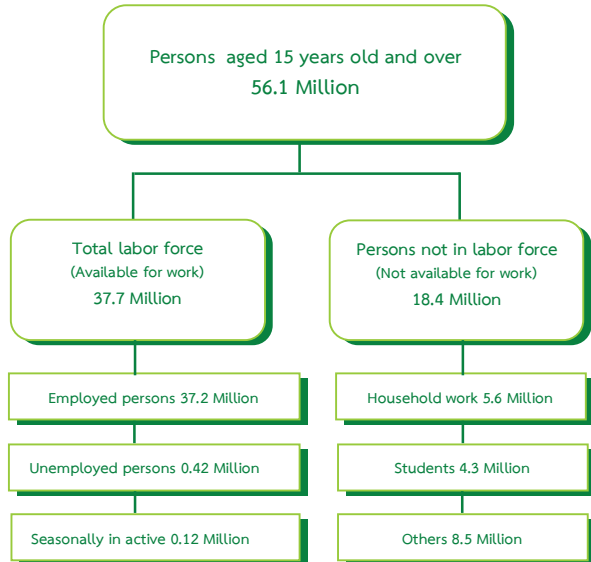 Persons aged 15 years old and over
56.1 Million
Total labor force
(Available for work)
37.7 Million
Persons not in labor force
(Not available for work)
18.4 Million
Employed persons 37.2 Million
Household work 5.6 Million
Unemployed persons 0.42 Million
Students 4.3 Million
Seasonally in active 0.12 Million
Others 8.5 Million